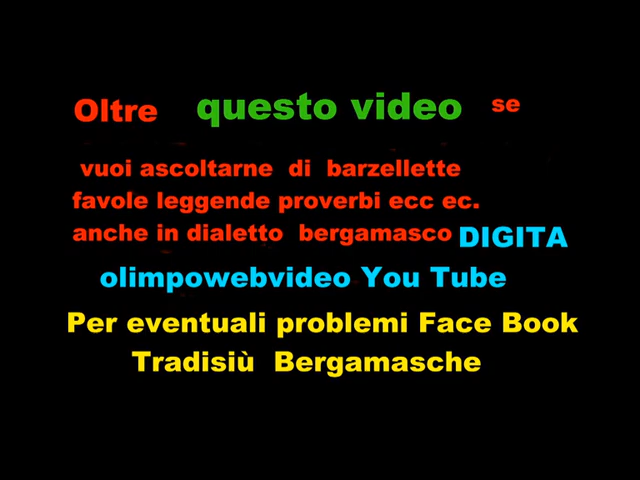 Oltre questo video se
vuoi ascoltarne di barzellette
favole leggende proverbi ecc ec.
anche in dialetto bergamasco DIGITA
olimpowebvideo You Tube
Per eventuali problemi Face Book
Tradisiù Bergamasche